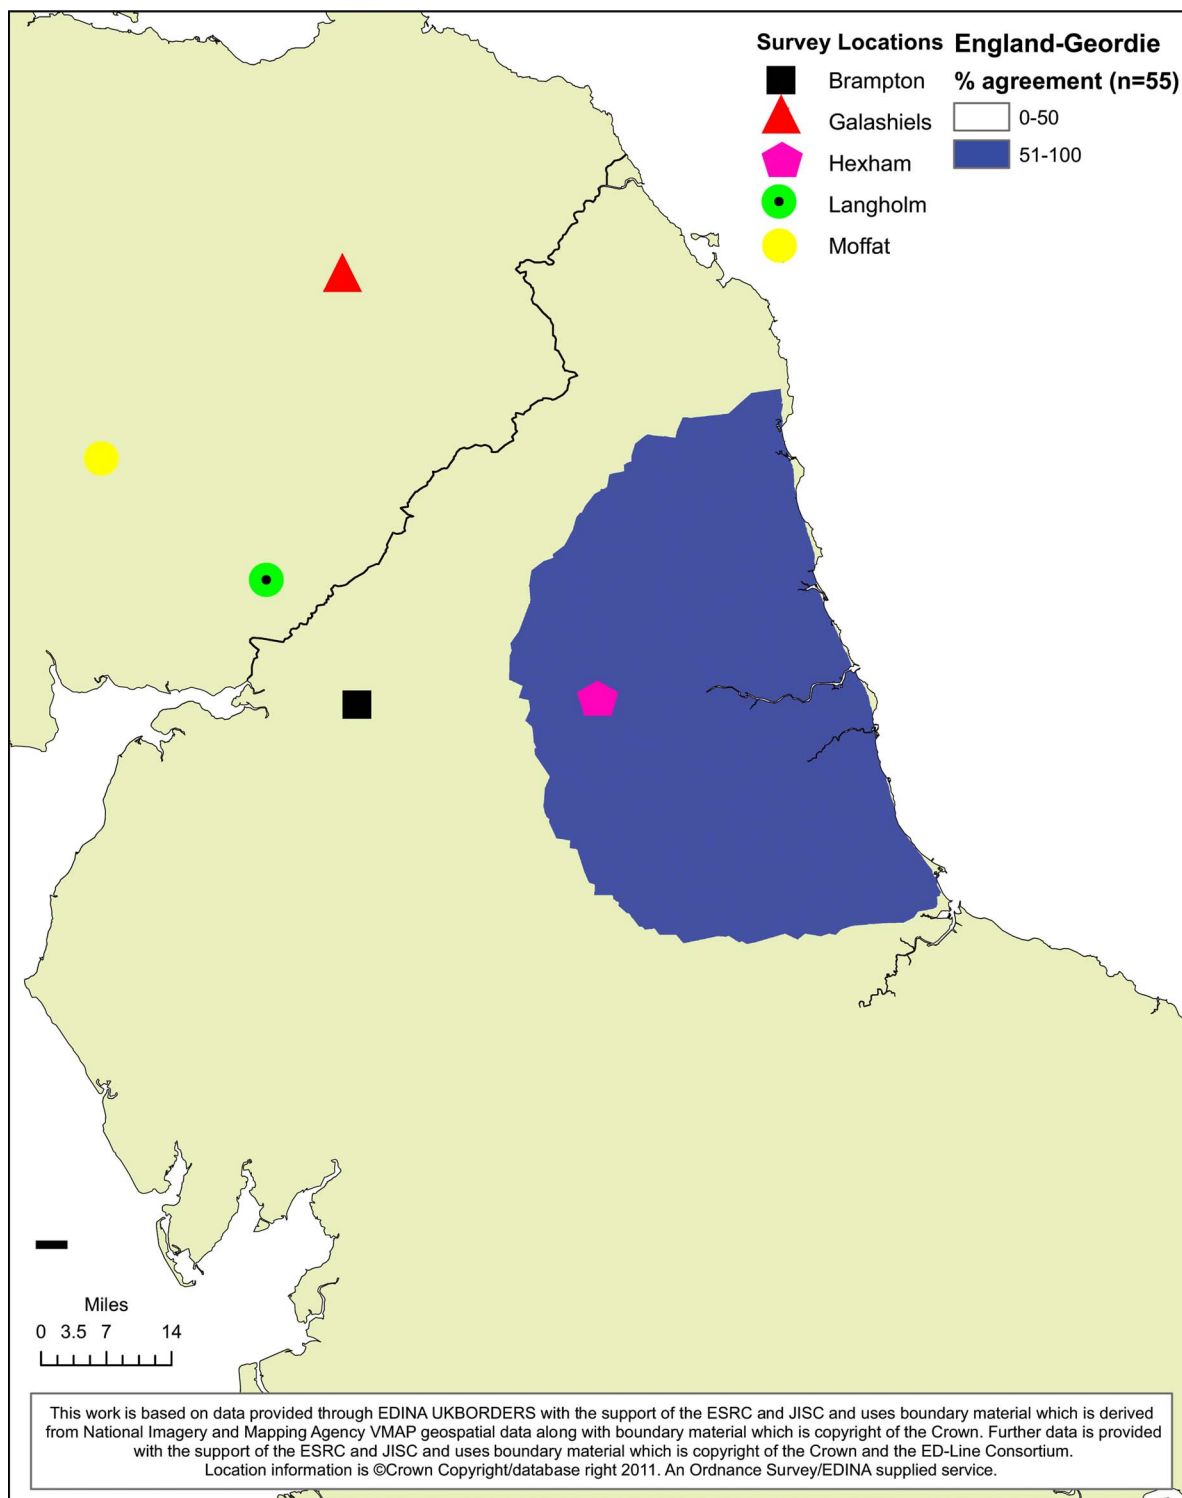 Survey Locations
Brampton
Galashiels
Hexham
Langholm
Moffat
England-Geordie
% agreement (n=55)
0-50
51-100
Miles
0 3.5 7 14
This work is based on data provided through EDINA UKBORDERS with the support of the ESRC and JISC and uses boundary material which is derived
from National Imagery and Mapping Agency VMAP geospatial data along with boundary material which is copyright of the Crown. Further data is provided
with the support of the ESRC and JISC and uses boundary material which is copyright of the Crown and the ED-Line Consortium.
Location information is ©Crown Copyright/database right 2011. An Ordnance Survey/EDINA supplied service.